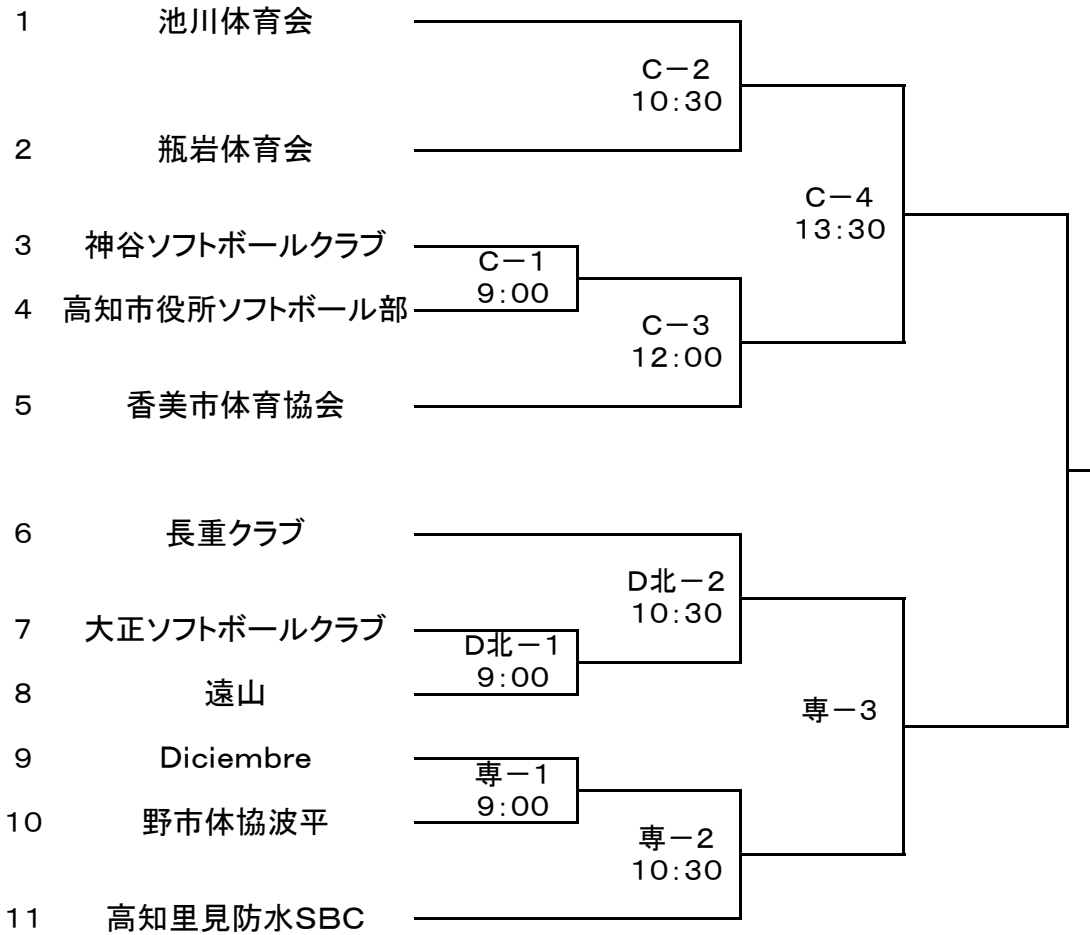 1 池川体育会
C－2
10:30
2 瓶岩体育会
C－4
13:30
3 神谷ソフトボールクラブ
C－1
9:00
4 高知市役所ソフトボール部
C－3
12:00
5 香美市体育協会
6 長重クラブ
D北－2
10:30
7 大正ソフトボールクラブ
D北－1
9:00
8 遠山
専－3
9 Diciembre
専－1
9:00
10 野市体協波平
専－2
10:30
11 高知里見防水SBC